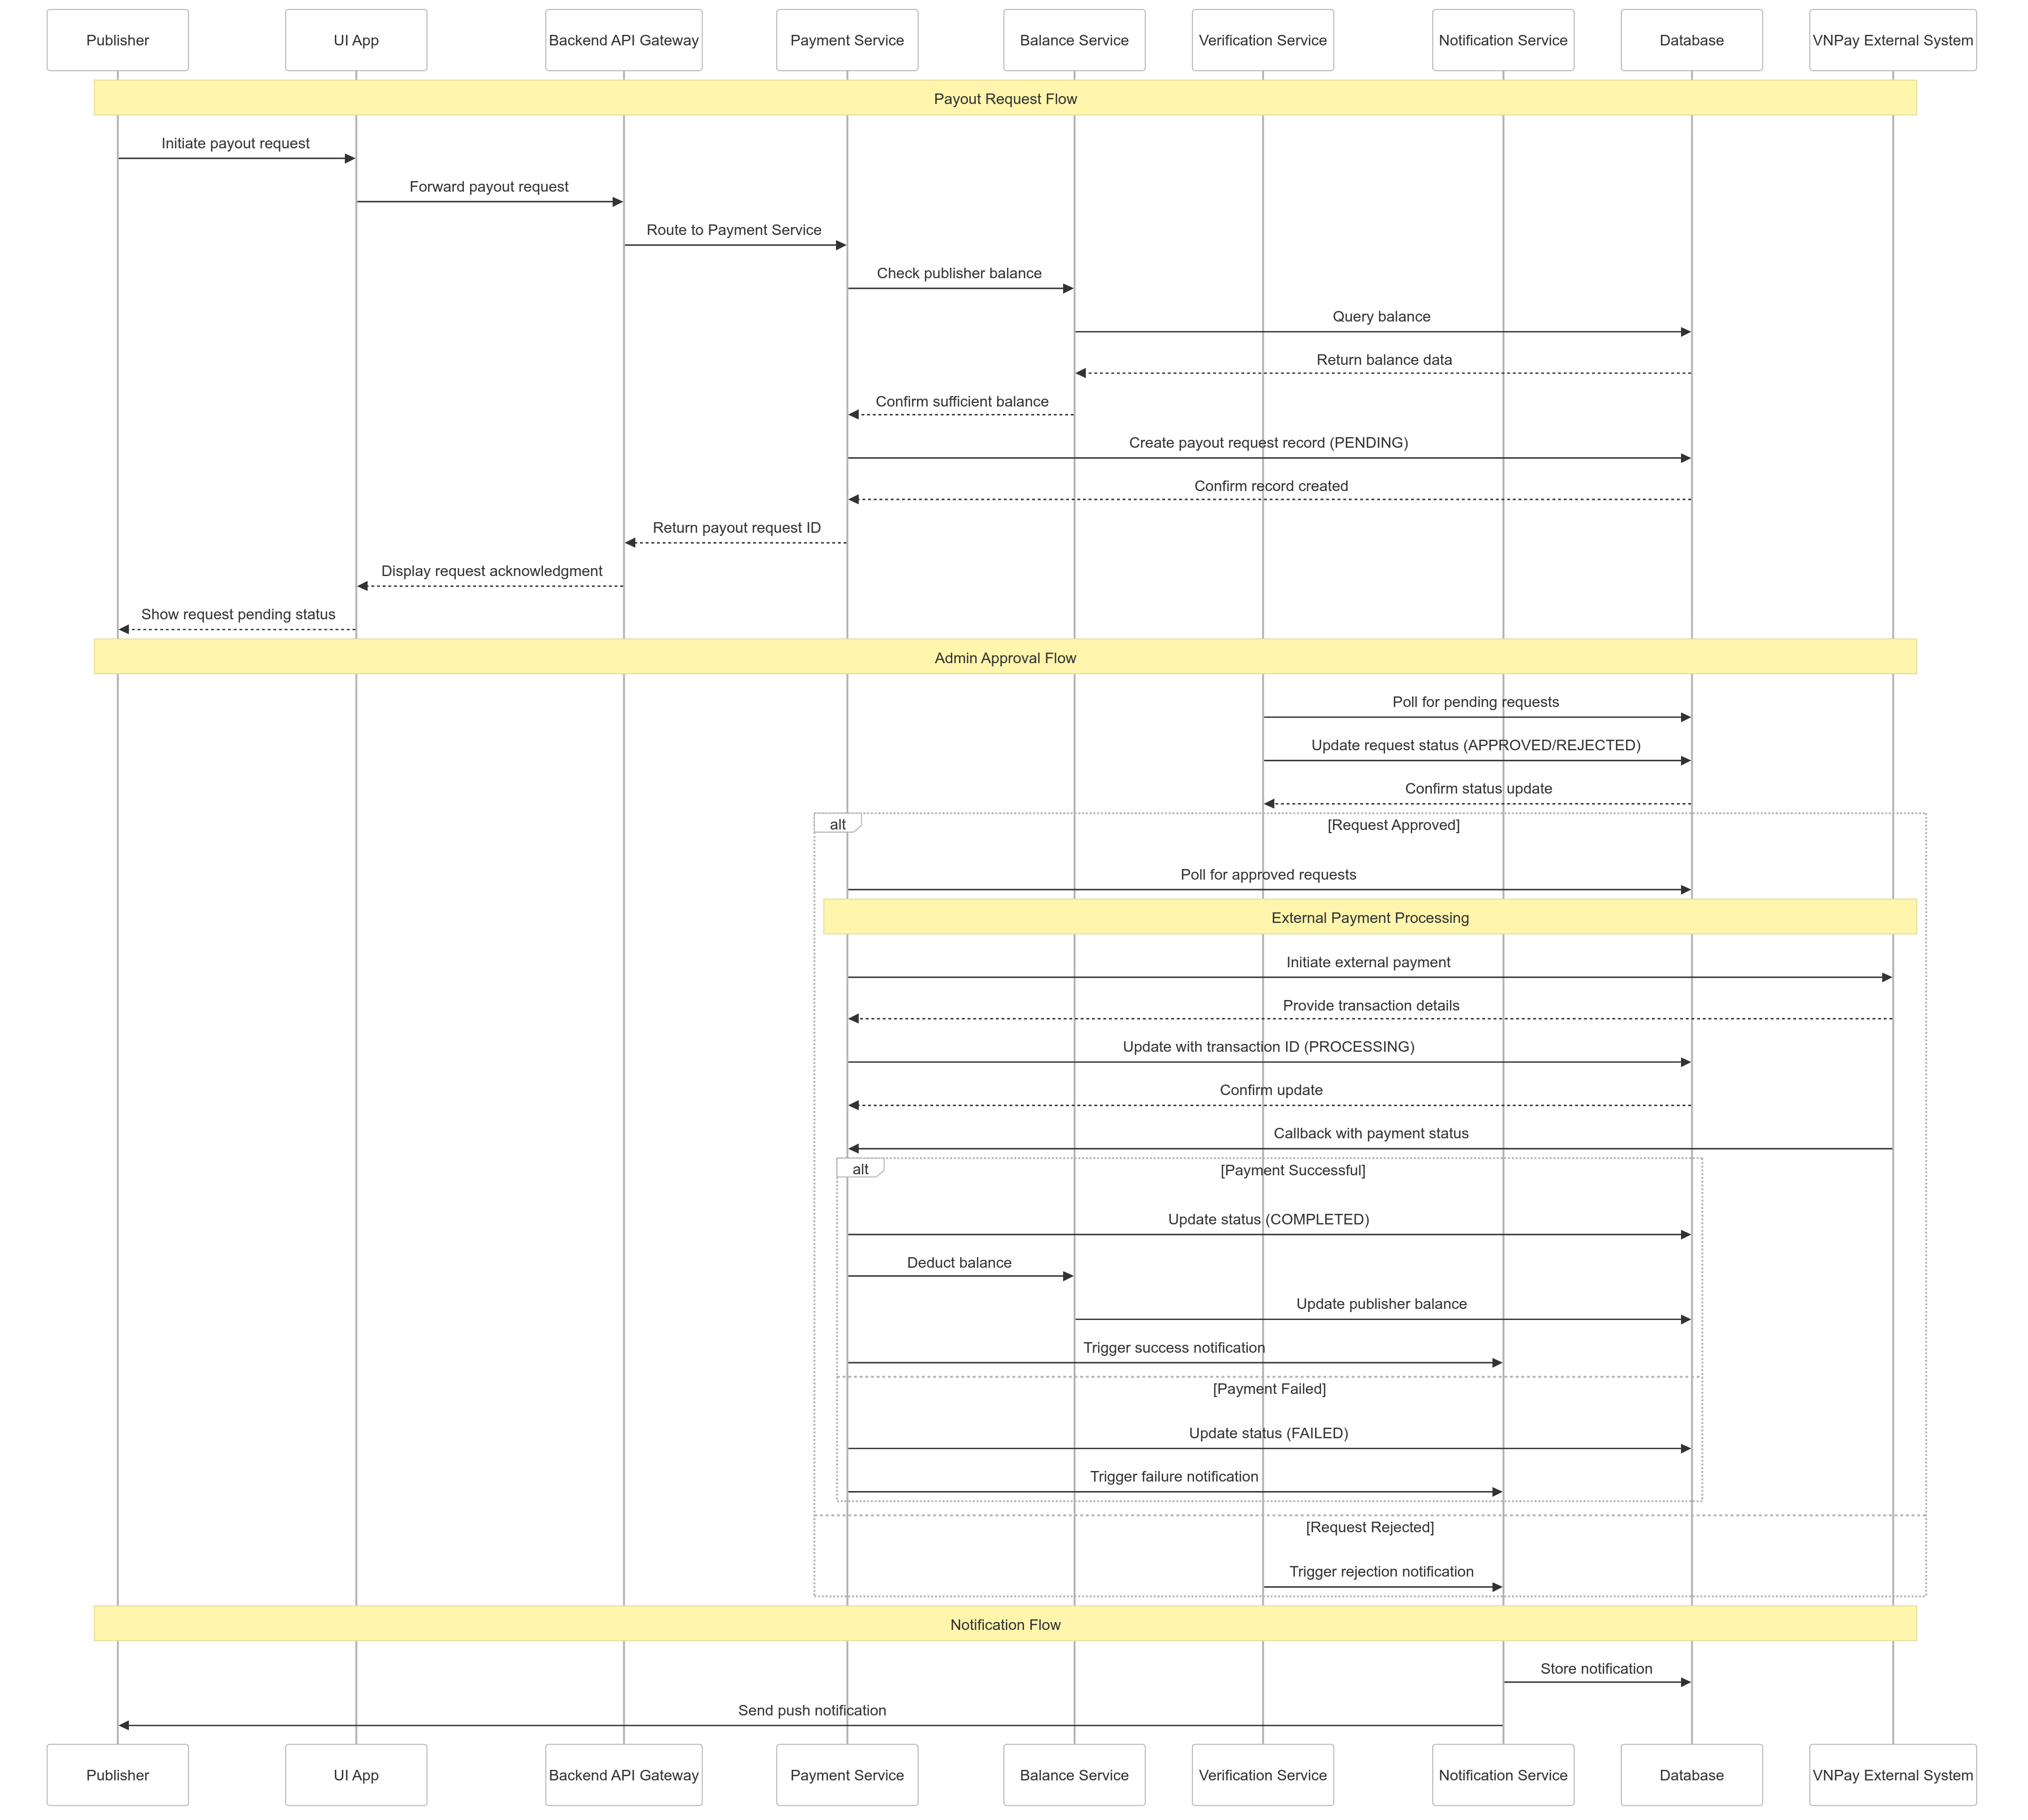 Publisher
UI App
Backend API Gateway
Payment Service
Balance Service
Verification Service
Notification Service
Database
VNPay External System
Payout Request Flow
Initiate payout request
Forward payout request
Route to Payment Service
Check publisher balance
Query balance
Return balance data
Confirm sufficient balance
Create payout request record (PENDING)
Confirm record created
Return payout request ID
Display request acknowledgment
Show request pending status
Admin Approval Flow
Poll for pending requests
Update request status (APPROVED/REJECTED)
Confirm status update
alt
[Request Approved]
Poll for approved requests
External Payment Processing
Initiate external payment
Provide transaction details
Update with transaction ID (PROCESSING)
Confirm update
Callback with payment status
alt
[Payment Successful]
Update status (COMPLETED)
Deduct balance
Update publisher balance
Trigger success notification
[Payment Failed]
Update status (FAILED)
Trigger failure notification
[Request Rejected]
Trigger rejection notification
Notification Flow
Store notification
Send push notification
Publisher
UI App
Backend API Gateway
Payment Service
Balance Service
Verification Service
Notification Service
Database
VNPay External System